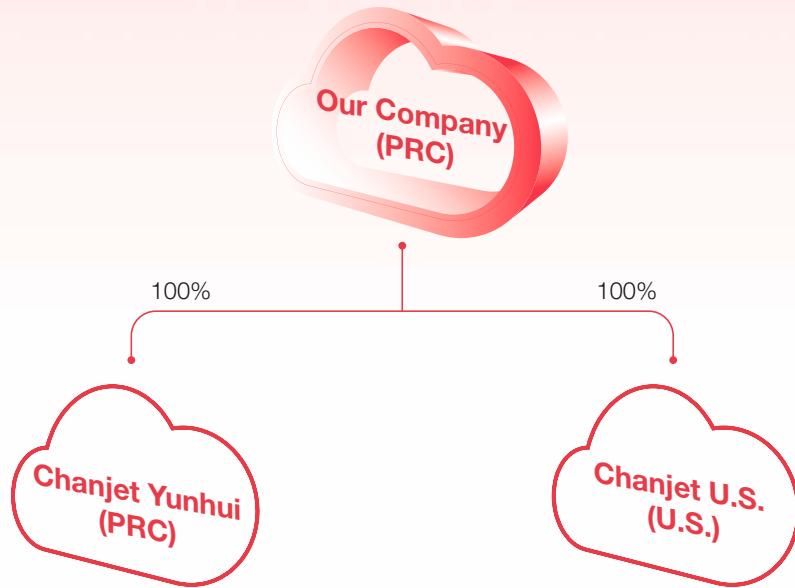 Our Company
(PRC)
100%
100%
Chanjet Yunhui
(PRC)
Chanjet U.S.
(U.S.)